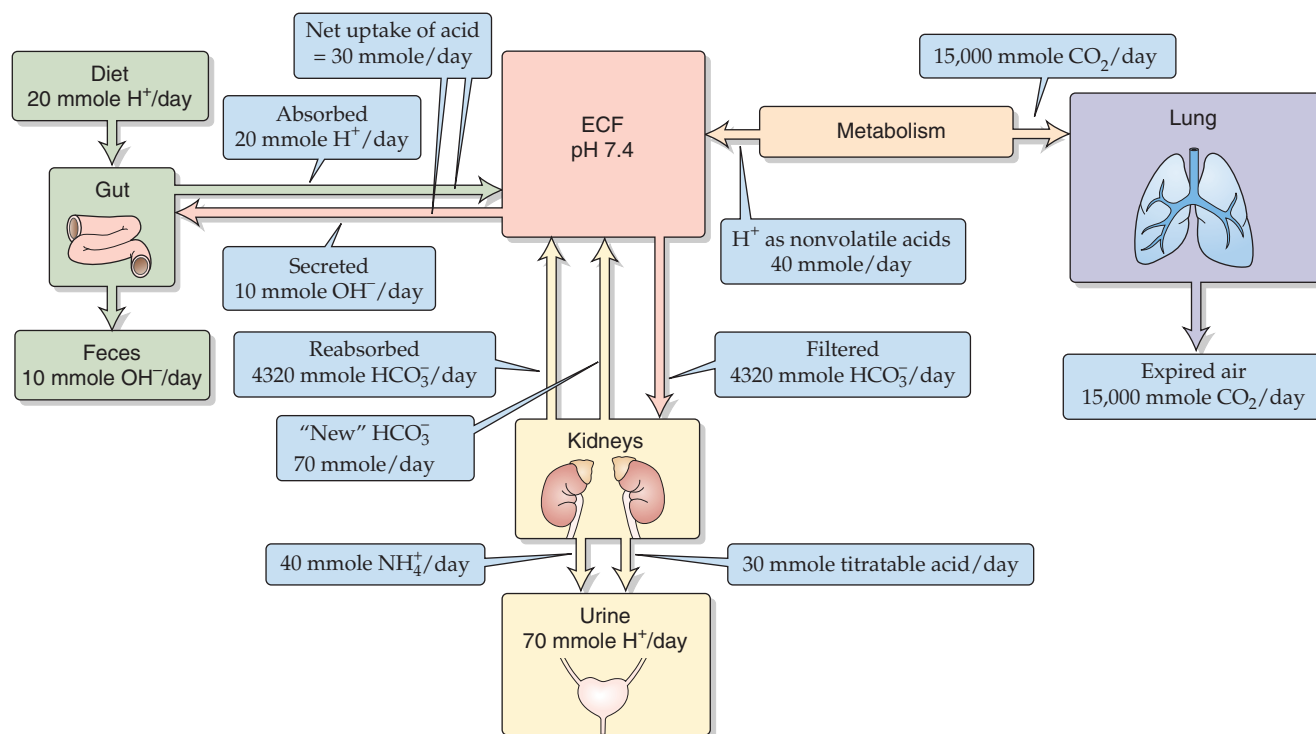 Net uptake of acid
= 30 mmole/day
Diet
20 mmole H⁺/day
Absorbed
20 mmole H⁺/day
Gut
Secreted
10 mmole OH⁻/day
Feces
10 mmole OH⁻/day
ECF
pH 7.4
Metabolism
15,000 mmole CO₂/day
Lung
H⁺ as nonvolatile acids
40 mmole/day
Expired air
15,000 mmole CO₂/day
Reabsorbed
4320 mmole HCO₃⁻/day
Filtered
4320 mmole HCO₃⁻/day
“New” HCO₃⁻
70 mmole/day
Kidneys
40 mmole NH₄⁺/day
30 mmole titratable acid/day
Urine
70 mmole H⁺/day